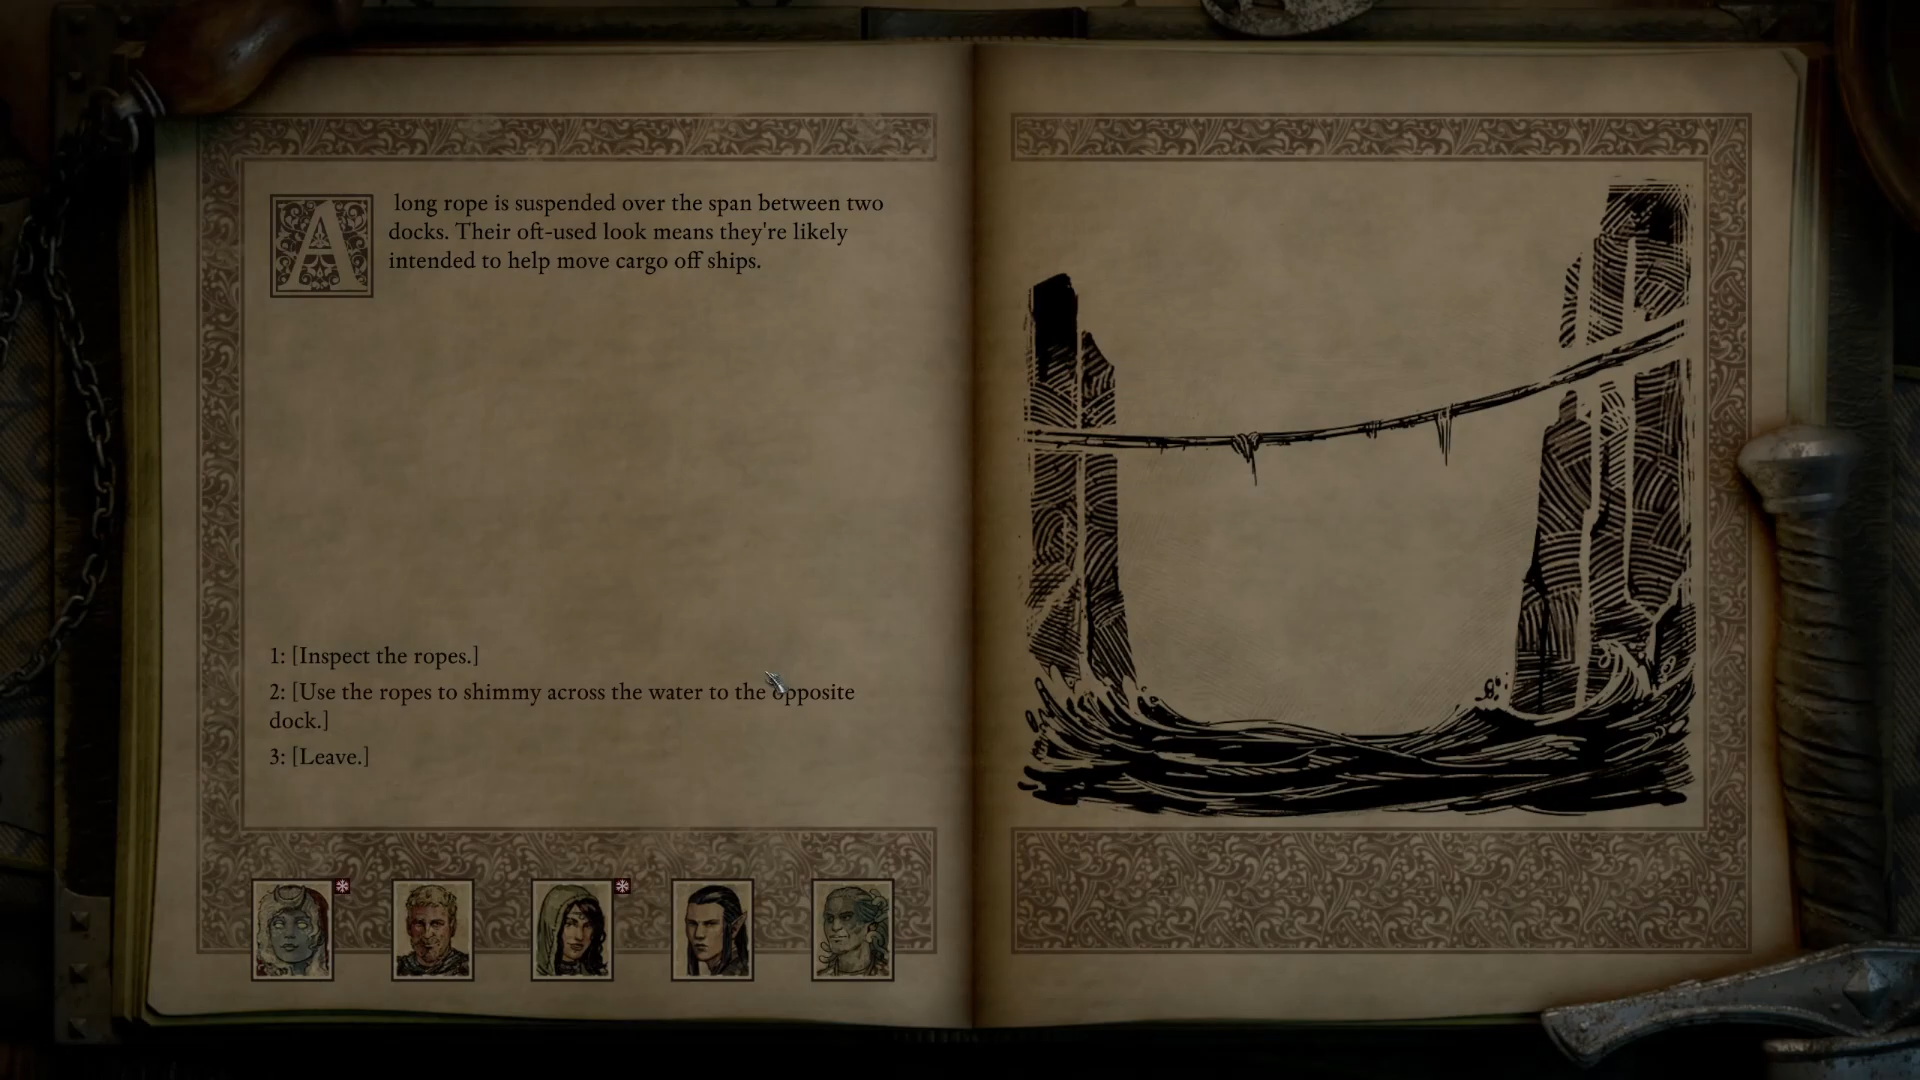 A long rope is suspended over the span between two
docks. Their oft-used look means they're likely
intended to help move cargo off ships.
1: [Inspect the ropes.]
2: [Use the ropes to shimmy across the water to the opposite
dock.]
3: [Leave.]